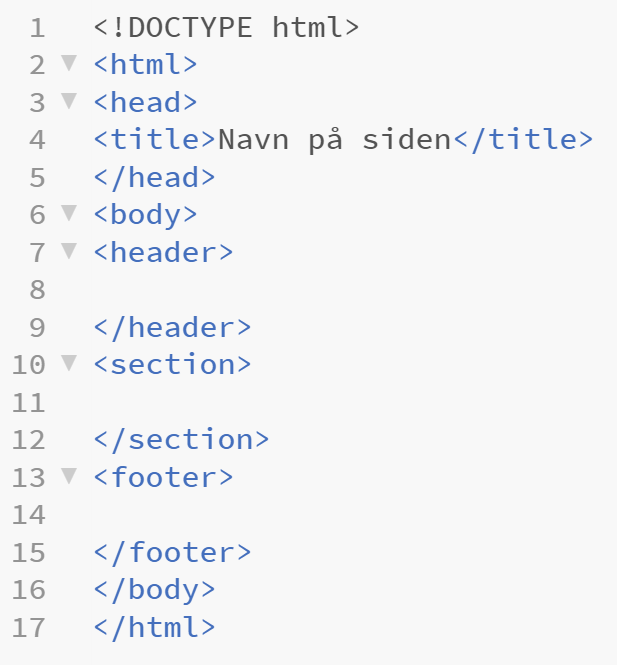 1 <!DOCTYPE html>
2 <html>
3 <head>
4 <title>Navn på siden</title>
5 </head>
6 <body>
7 <header>
8
9 </header>
10 <section>
11
12 </section>
13 <footer>
14
15 </footer>
16 </body>
17 </html>